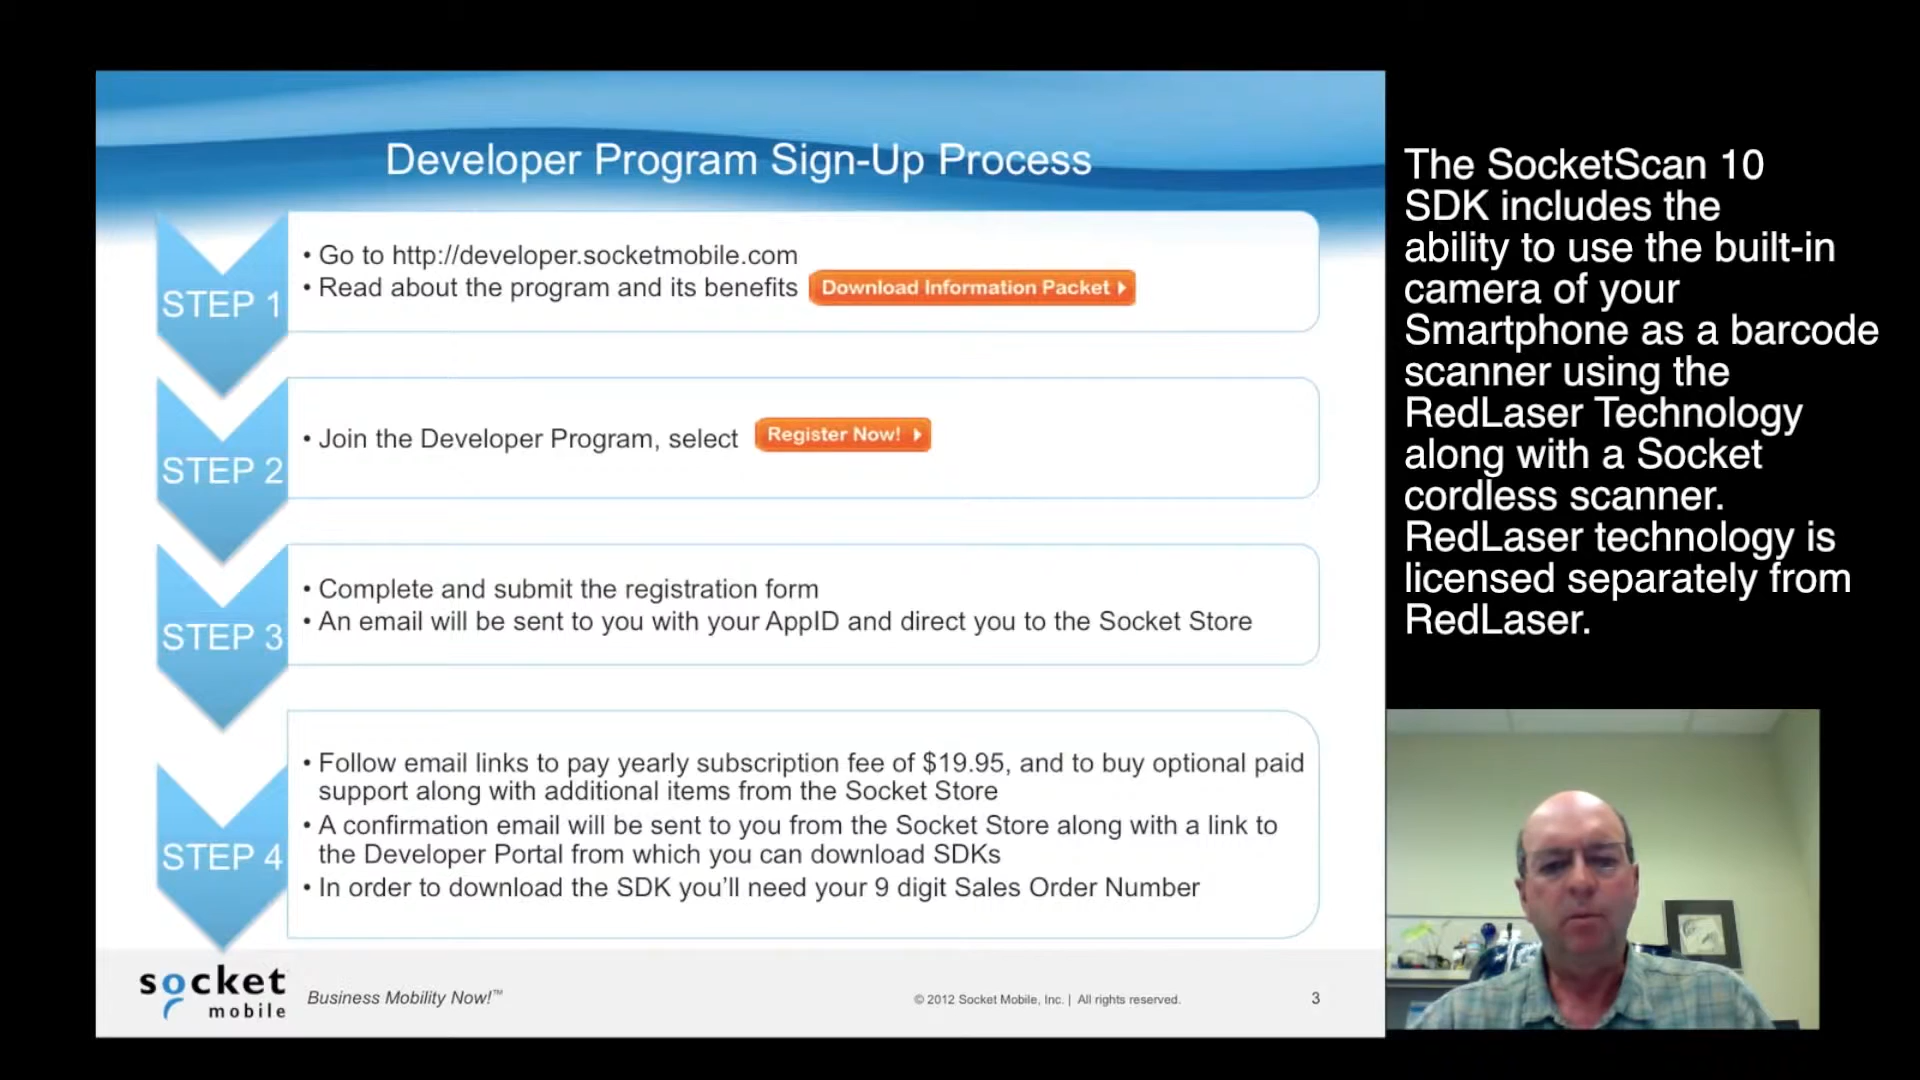 Developer Program Sign-Up Process
STEP 1
• Go to http://developer.socketmobile.com
• Read about the program and its benefits Download Information Packet
STEP 2
• Join the Developer Program, select Register Now!
STEP 3
• Complete and submit the registration form
• An email will be sent to you with your AppID and direct you to the Socket Store
STEP 4
• Follow email links to pay yearly subscription fee of $19.95, and to buy optional paid
support along with additional items from the Socket Store
• A confirmation email will be sent to you from the Socket Store along with a link to
the Developer Portal from which you can download SDKs
• In order to download the SDK you'll need your 9 digit Sales Order Number
socket
mobile
Business Mobility Now!™
© 2012 Socket Mobile, Inc. | All rights reserved.
3
The SocketScan 10
SDK includes the
ability to use the built-in
camera of your
Smartphone as a barcode
scanner using the
RedLaser Technology
along with a Socket
cordless scanner.
RedLaser technology is
licensed separately from
RedLaser.